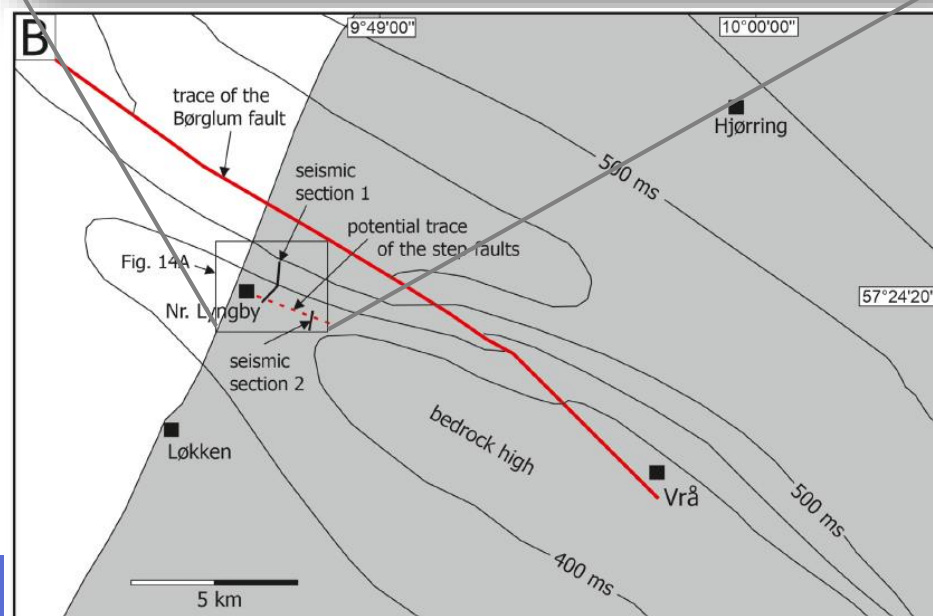 B
9°49'00"
10°00'00"
trace of the
Børglum fault
Hjørring
seismic
section 1
500 ms
potential trace
of the step faults
Fig. 14A
57°24'20"
Nr. Lyngby
seismic
section 2
bedrock high
Løkken
Vrå
500 ms
400 ms
5 km